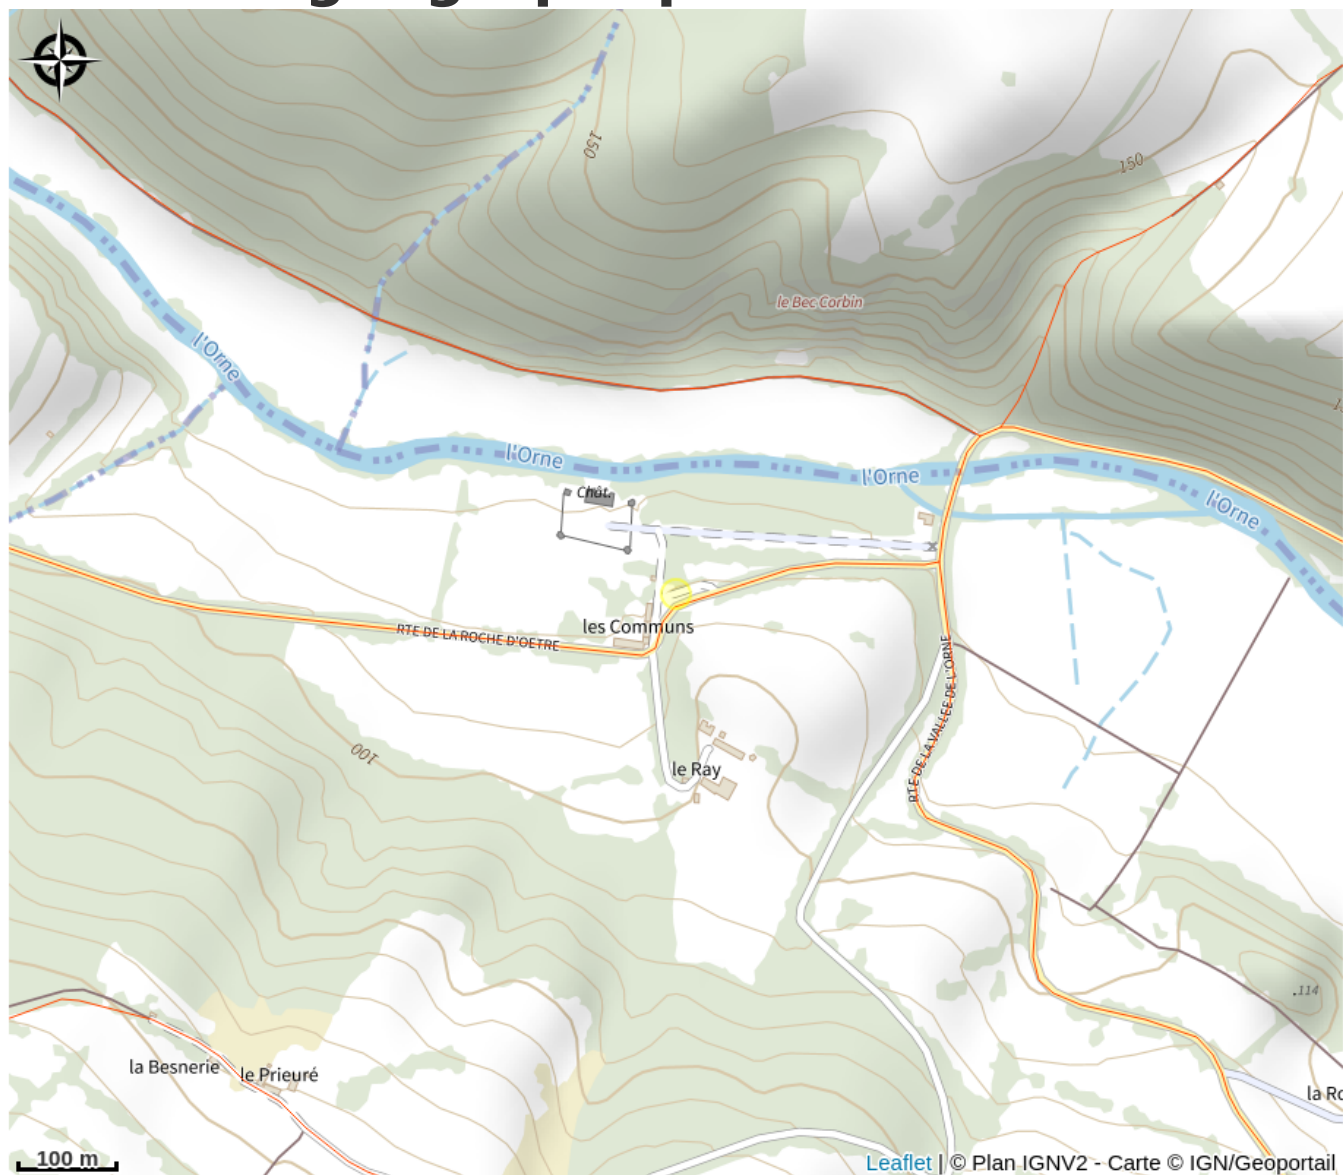 150
150
le Bec Corbin
l'Orne
l'Orne
l'Orne
l'Orne
Chât.
les Communs
RTE DE LA ROCHE D'OETRE
RTE DE LA VALLEE DE L'ORNE
100
le Ray
.114
la Besnerie
le Prieuré
100 m
Leaflet | © Plan IGNV2 - Carte © IGN/Geoportail